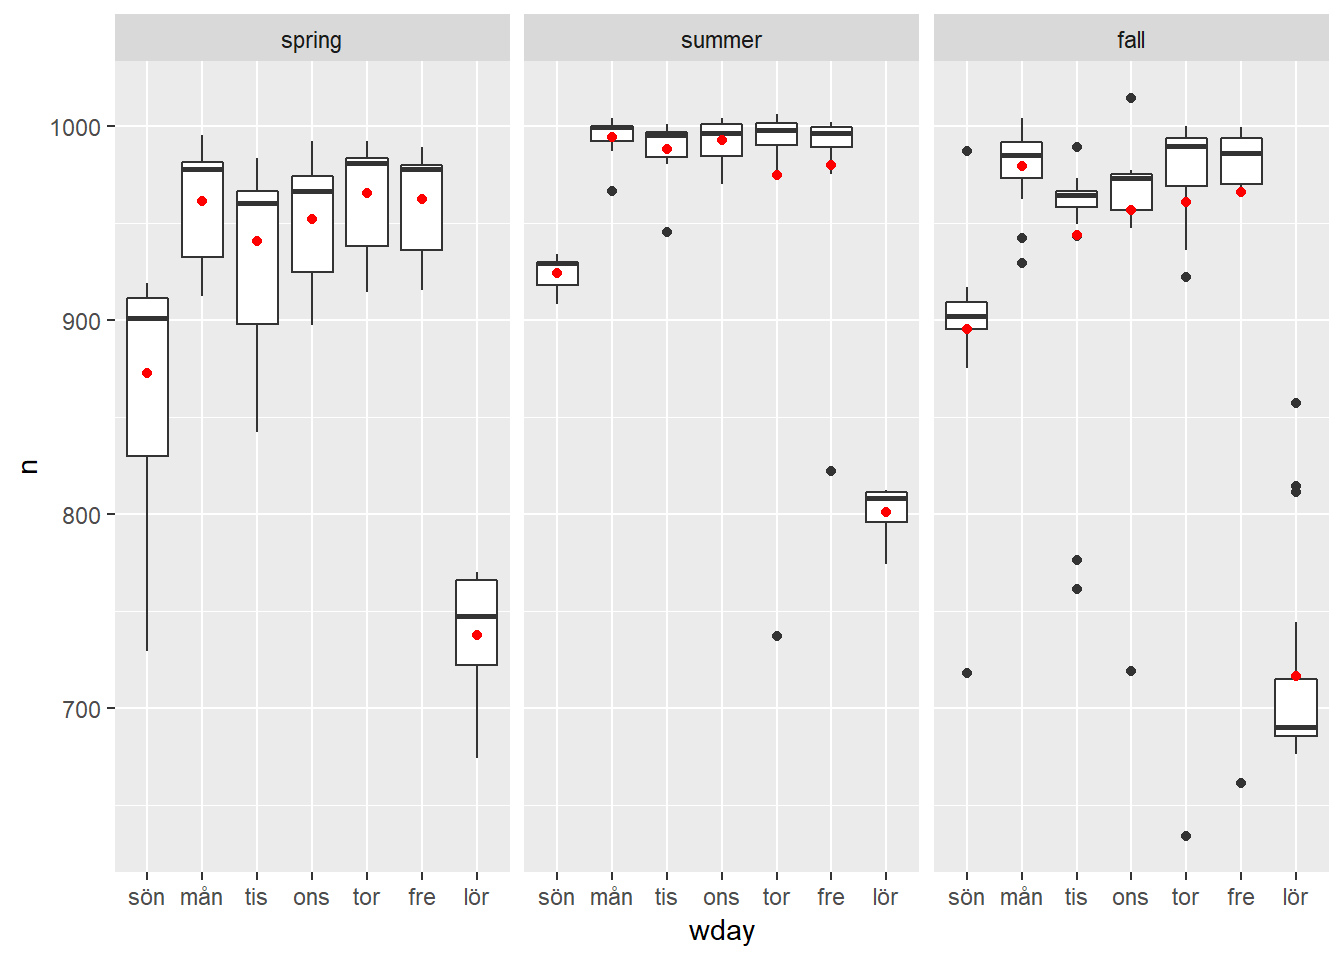 spring summer fall
1000
900
800
700
n
sön mån tis ons tor fre lör sön mån tis ons tor fre lör sön mån tis ons tor fre lör
wday